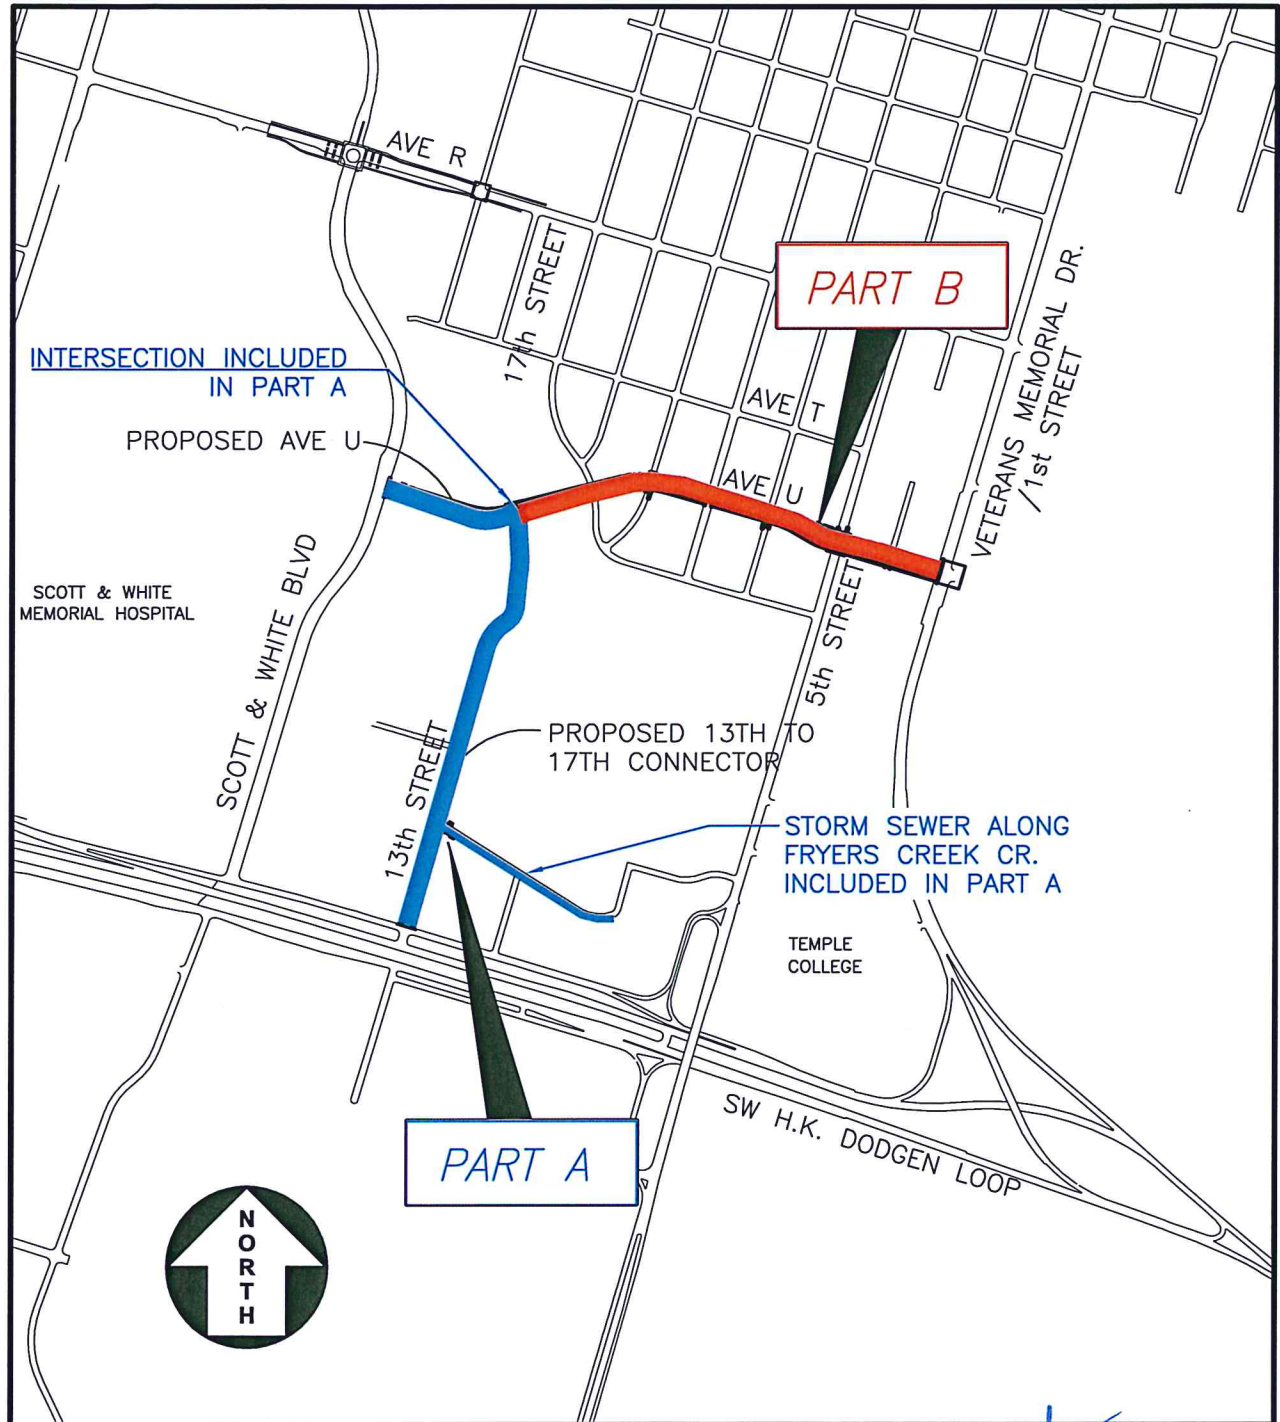 AVE R
17th STREET
PART B
VETERANS MEMORIAL DR.
/1st STREET
INTERSECTION INCLUDED
IN PART A
AVE T
PROPOSED AVE U
AVE U
SCOTT & WHITE
MEMORIAL HOSPITAL
SCOTT & WHITE BLVD
5th STREET
PROPOSED 13TH TO
17TH CONNECTOR
13th STREET
STORM SEWER ALONG
FRYERS CREEK CR.
INCLUDED IN PART A
TEMPLE
COLLEGE
SW H.K. DODGEN LOOP
PART A
NORTH